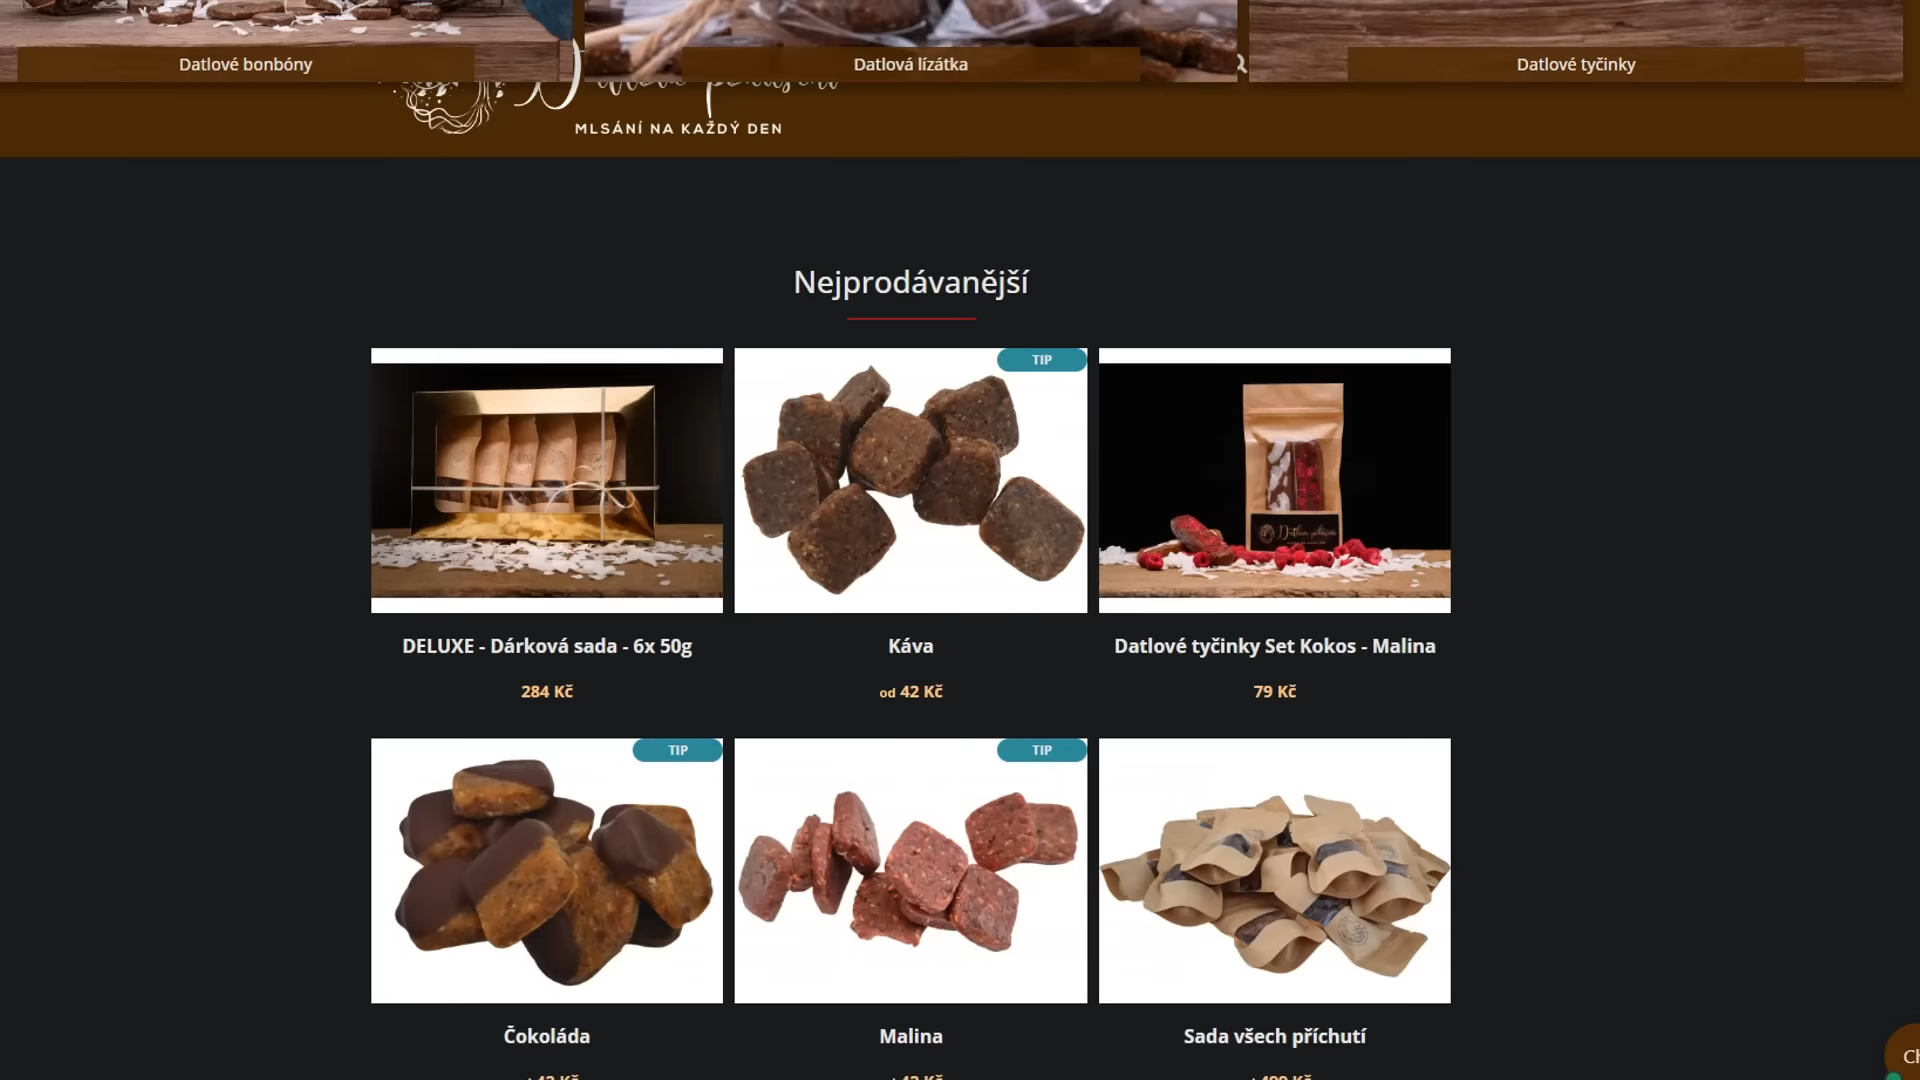 Datlové bonbóny
Datlová lízátka
Datlové tyčinky
MLSÁNÍ NA KAŽDÝ DEN
Nejprodávanější
TIP
DELUXE - Dárková sada - 6x 50g
Káva
Datlové tyčinky Set Kokos - Malina
284 Kč
od 42 Kč
79 Kč
TIP
TIP
Čokoláda
Malina
Sada všech příchutí